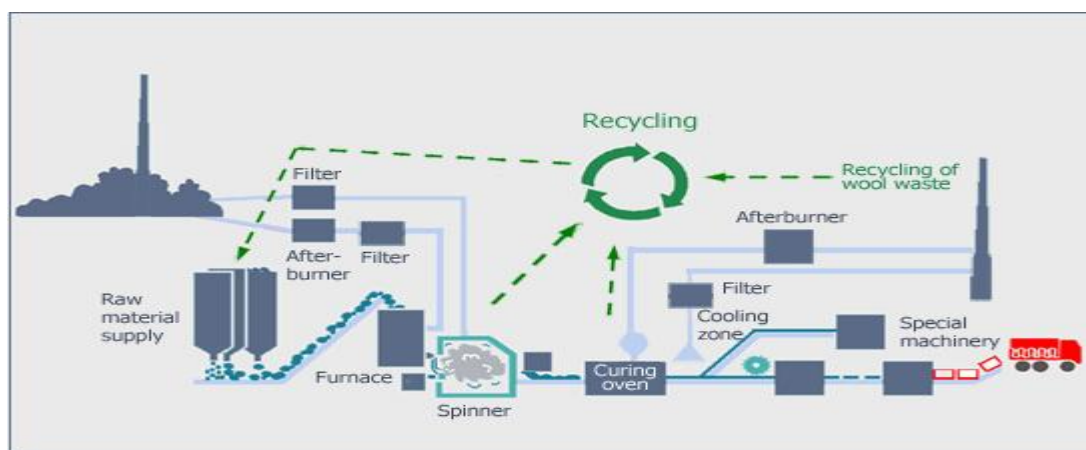 Recycling
Recycling of
wool waste
Filter
Afterburner
After-
burner
Filter
Filter
Raw
material
supply
Cooling
zone
Special
machinery
Furnace
Curing
oven
Spinner